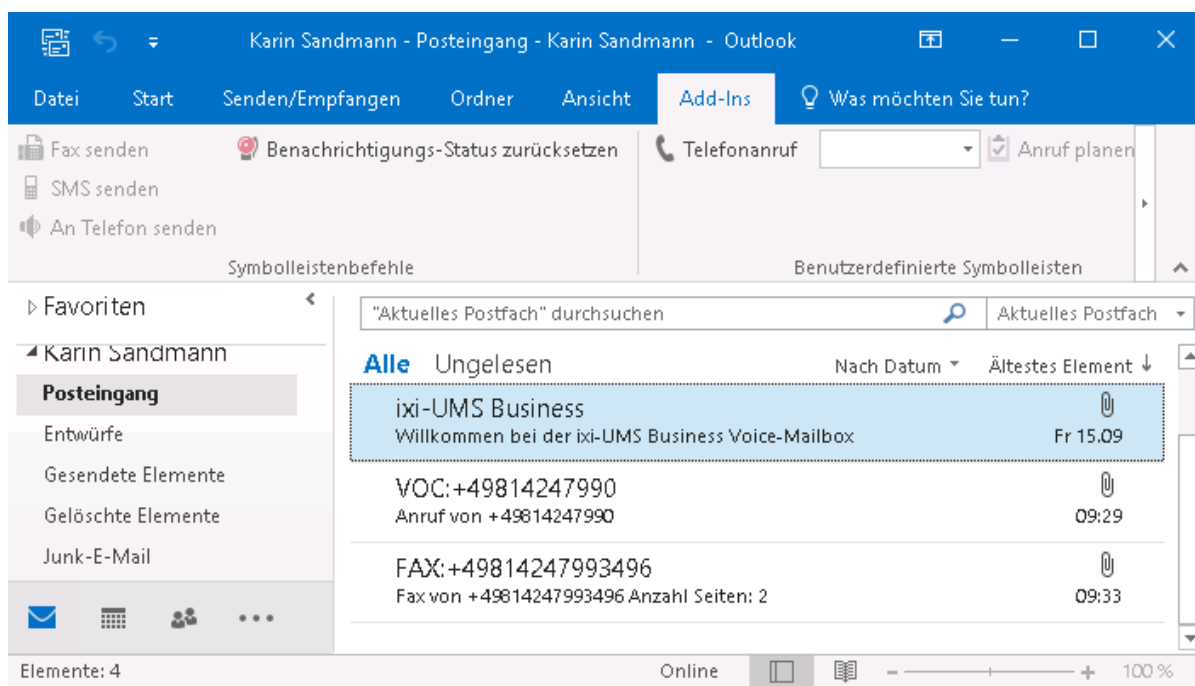 Karin Sandmann - Posteingang - Karin Sandmann - Outlook
Datei Start Senden/Empfangen Ordner Ansicht Add-Ins Was möchten Sie tun?
Fax senden Benachrichtigungs-Status zurücksetzen Telefonanruf Anruf planen
SMS senden
An Telefon senden
Symbolleistenbefehle Benutzerdefinierte Symbolleisten
Favoriten
"Aktuelles Postfach" durchsuchen Aktuelles Postfach
Karin Sandmann
Alle Ungelesen Nach Datum Ältestes Element
Posteingang
Entwürfe
Gesendete Elemente
Gelöschte Elemente
Junk-E-Mail
ixi-UMS Business
Willkommen bei der ixi-UMS Business Voice-Mailbox Fr 15.09
VOC:+49814247990
Anruf von +49814247990 09:29
FAX:+49814247993496
Fax von +49814247993496 Anzahl Seiten: 2 09:33
Elemente: 4 Online 100 %